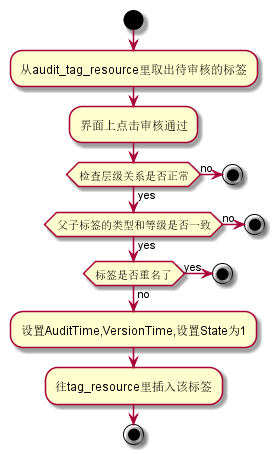 从audit_tag_resource里取出待审核的标签
界面上点击审核通过
检查层级关系是否正常
no
yes
父子标签的类型和等级是否一致
no
yes
标签是否重名了
yes
no
设置AuditTime,VersionTime,设置State为1
往tag_resource里插入该标签